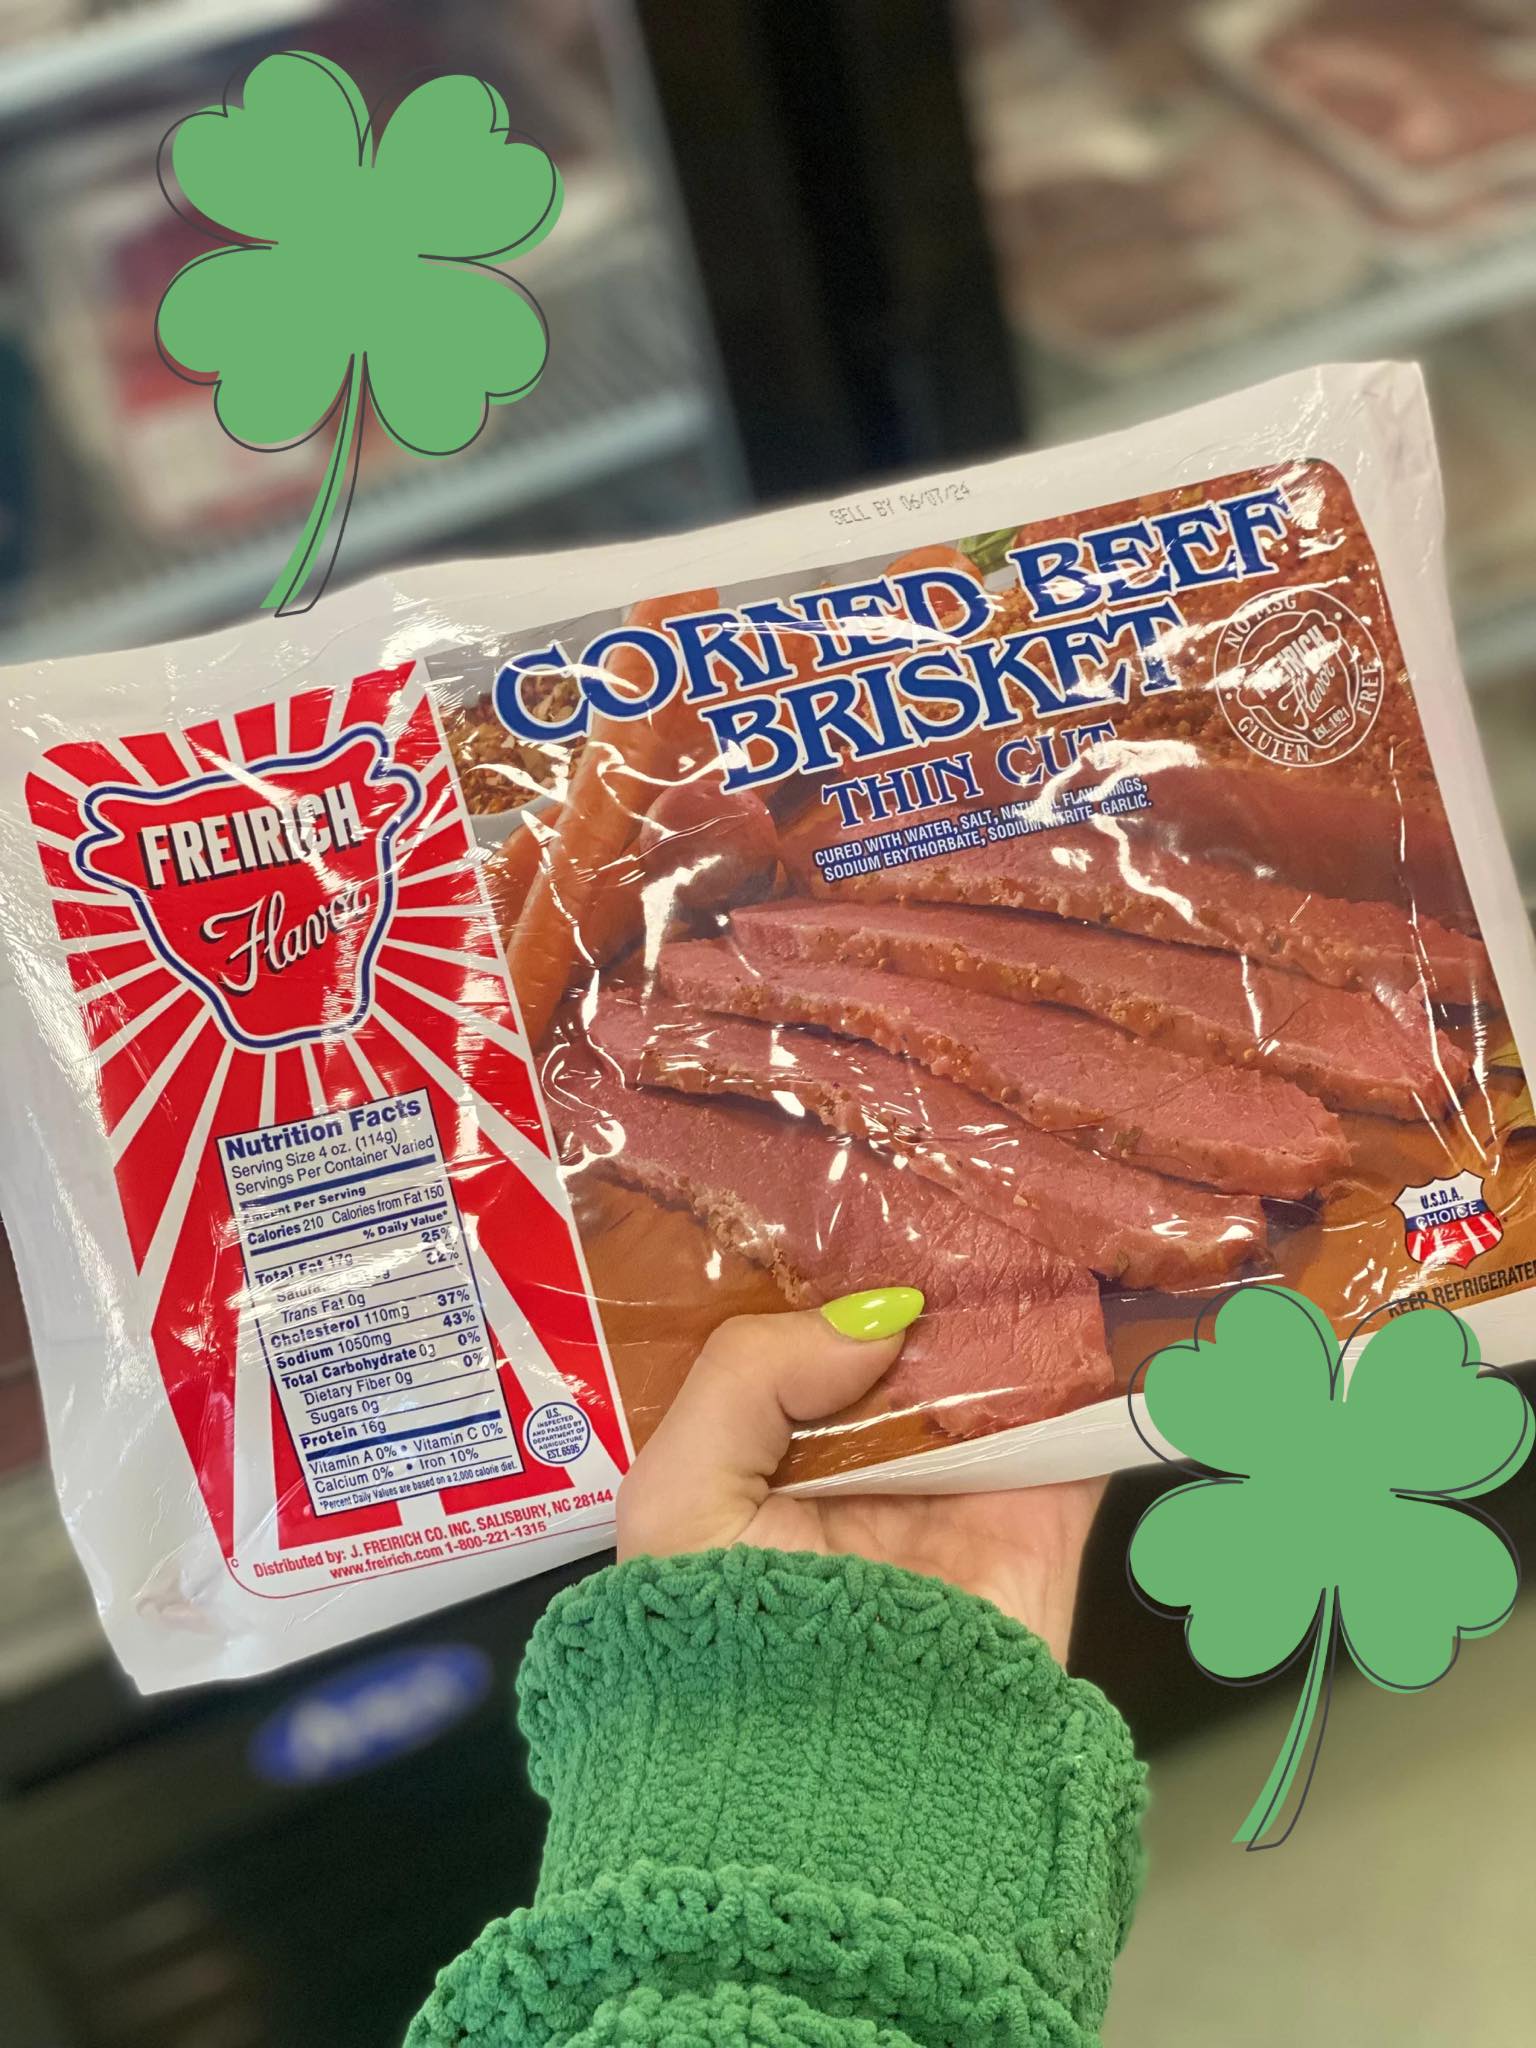 SELL BY 06/07/24
CORNED BEEF
BRISKET
THIN CUT
CURED WITH WATER, SALT, NATURAL FLAVORINGS,
SODIUM ERYTHORBATE, SODIUM NITRITE, GARLIC.
NO MSG
FREIRICH
Flavor
Est. 1921
GLUTEN FREE
FREIRICH
Flavor
Nutrition Facts
Serving Size 4 oz. (114g)
Servings Per Container Varied
Amount Per Serving
Calories 210 Calories from Fat 150
% Daily Value*
Total Fat 17g 25%
Trans Fat 0g
Cholesterol 110mg 37%
Sodium 1050mg 43%
Total Carbohydrate 0g 0%
Dietary Fiber 0g 0%
Sugars 0g
Protein 16g
Vitamin A 0% • Vitamin C 0%
Calcium 0% • Iron 10%
*Percent Daily Values are based on a 2,000 calorie diet.
U.S.
INSPECTED
AND PASSED BY
DEPARTMENT OF
AGRICULTURE
EST. 6595
C
Distributed by: J. FREIRICH CO. INC. SALISBURY, NC 28144
www.freirich.com 1-800-221-1315
U.S.D.A.
CHOICE
KEEP REFRIGERATED